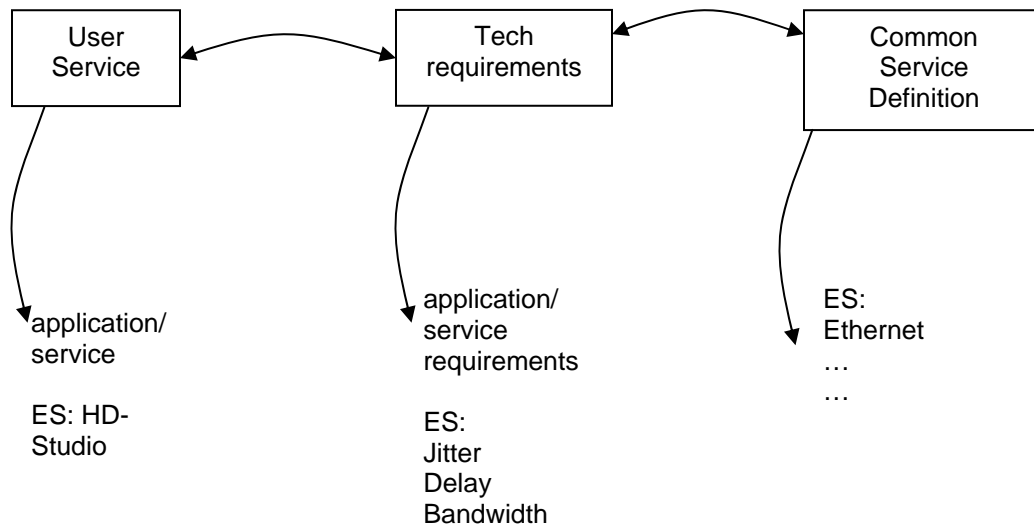 User
Service
Tech
requirements
Common
Service
Definition
application/
service
ES: HD-
Studio
application/
service
requirements
ES:
Jitter
Delay
Bandwidth
ES:
Ethernet
…
…